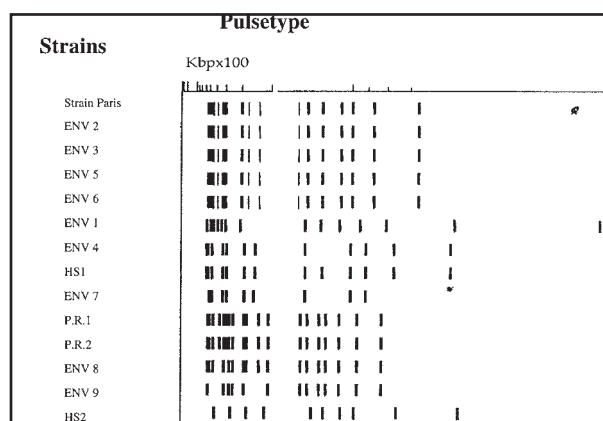 Pulsetype
Strains
Kbpx100
Strain Paris
ENV 2
ENV 3
ENV 5
ENV 6
ENV 1
ENV 4
HS1
ENV 7
P.R.1
P.R.2
ENV 8
ENV 9
HS2